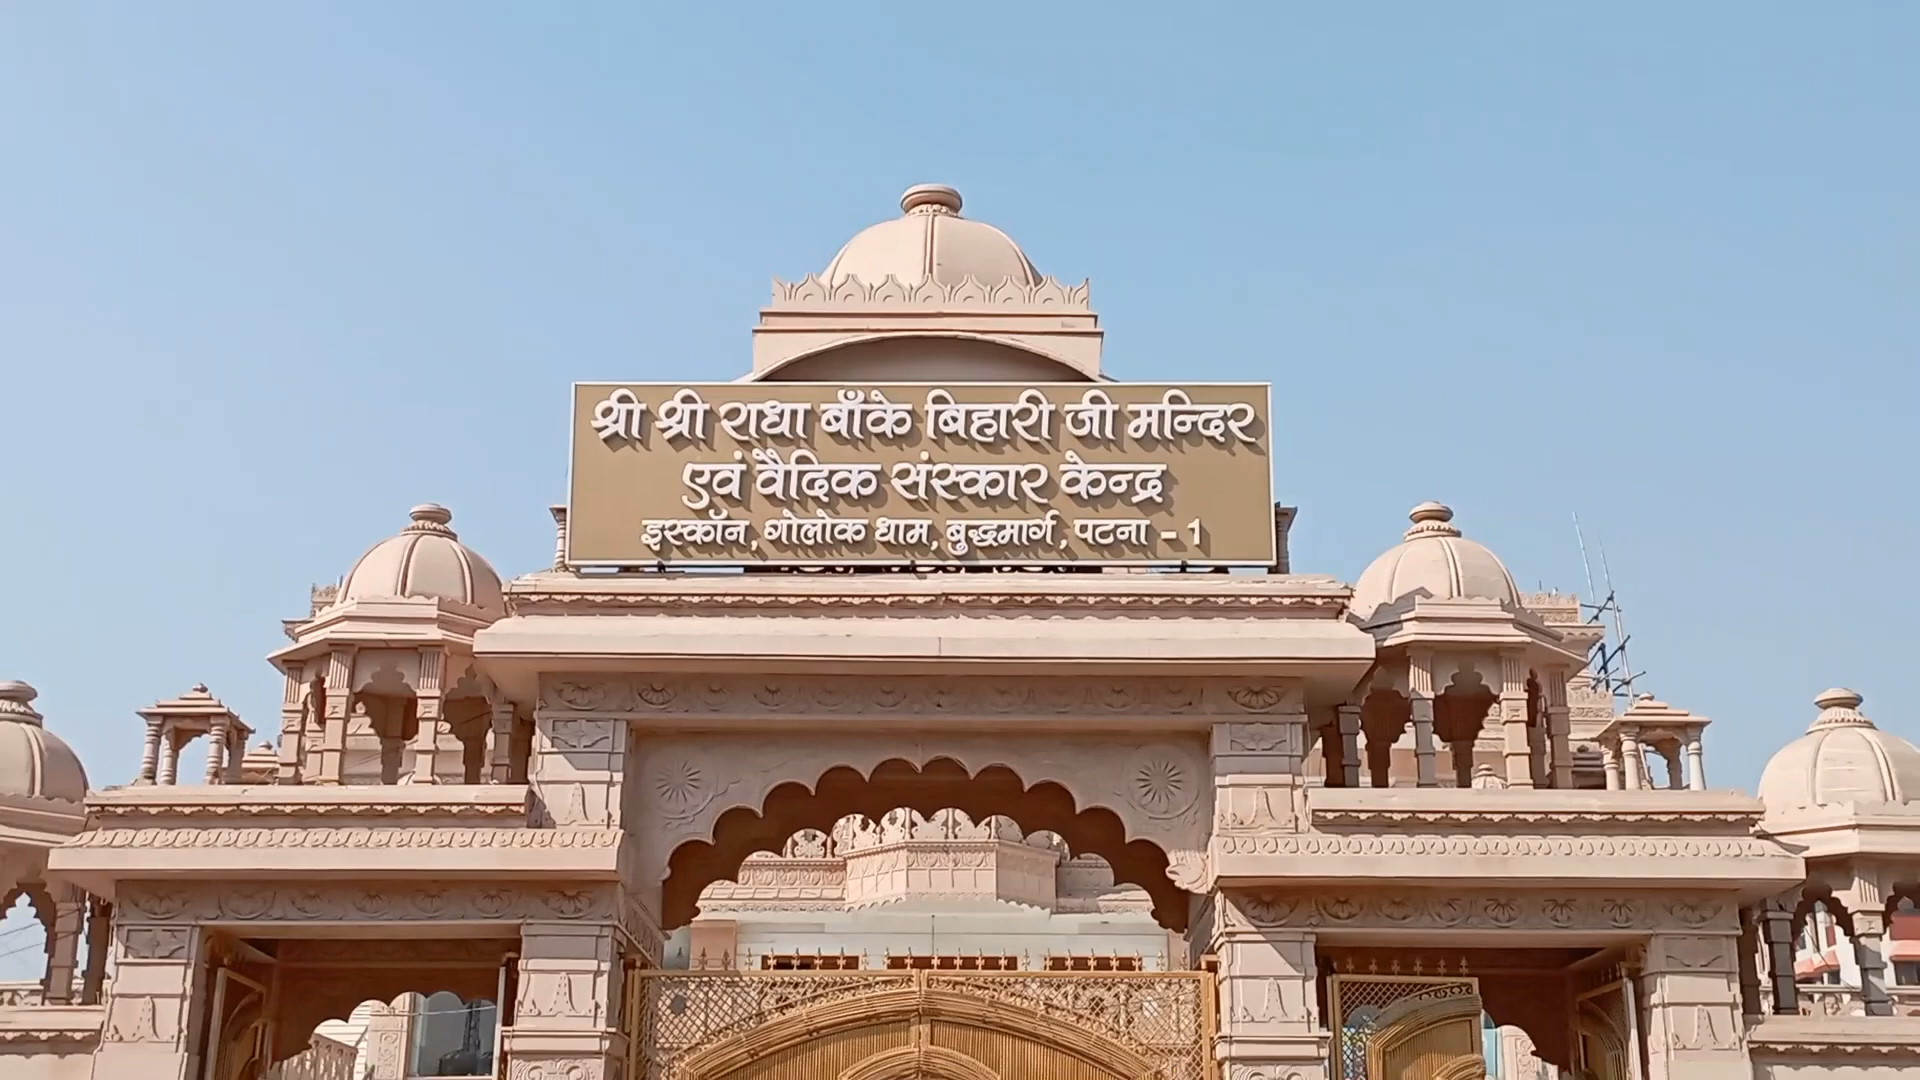 श्री श्री राधा बाँके बिहारी जी मन्दिर
एवं वैदिक संस्कार केन्द्र
इस्कॉन, गोलोक धाम, बुद्धमार्ग, पटना - 1